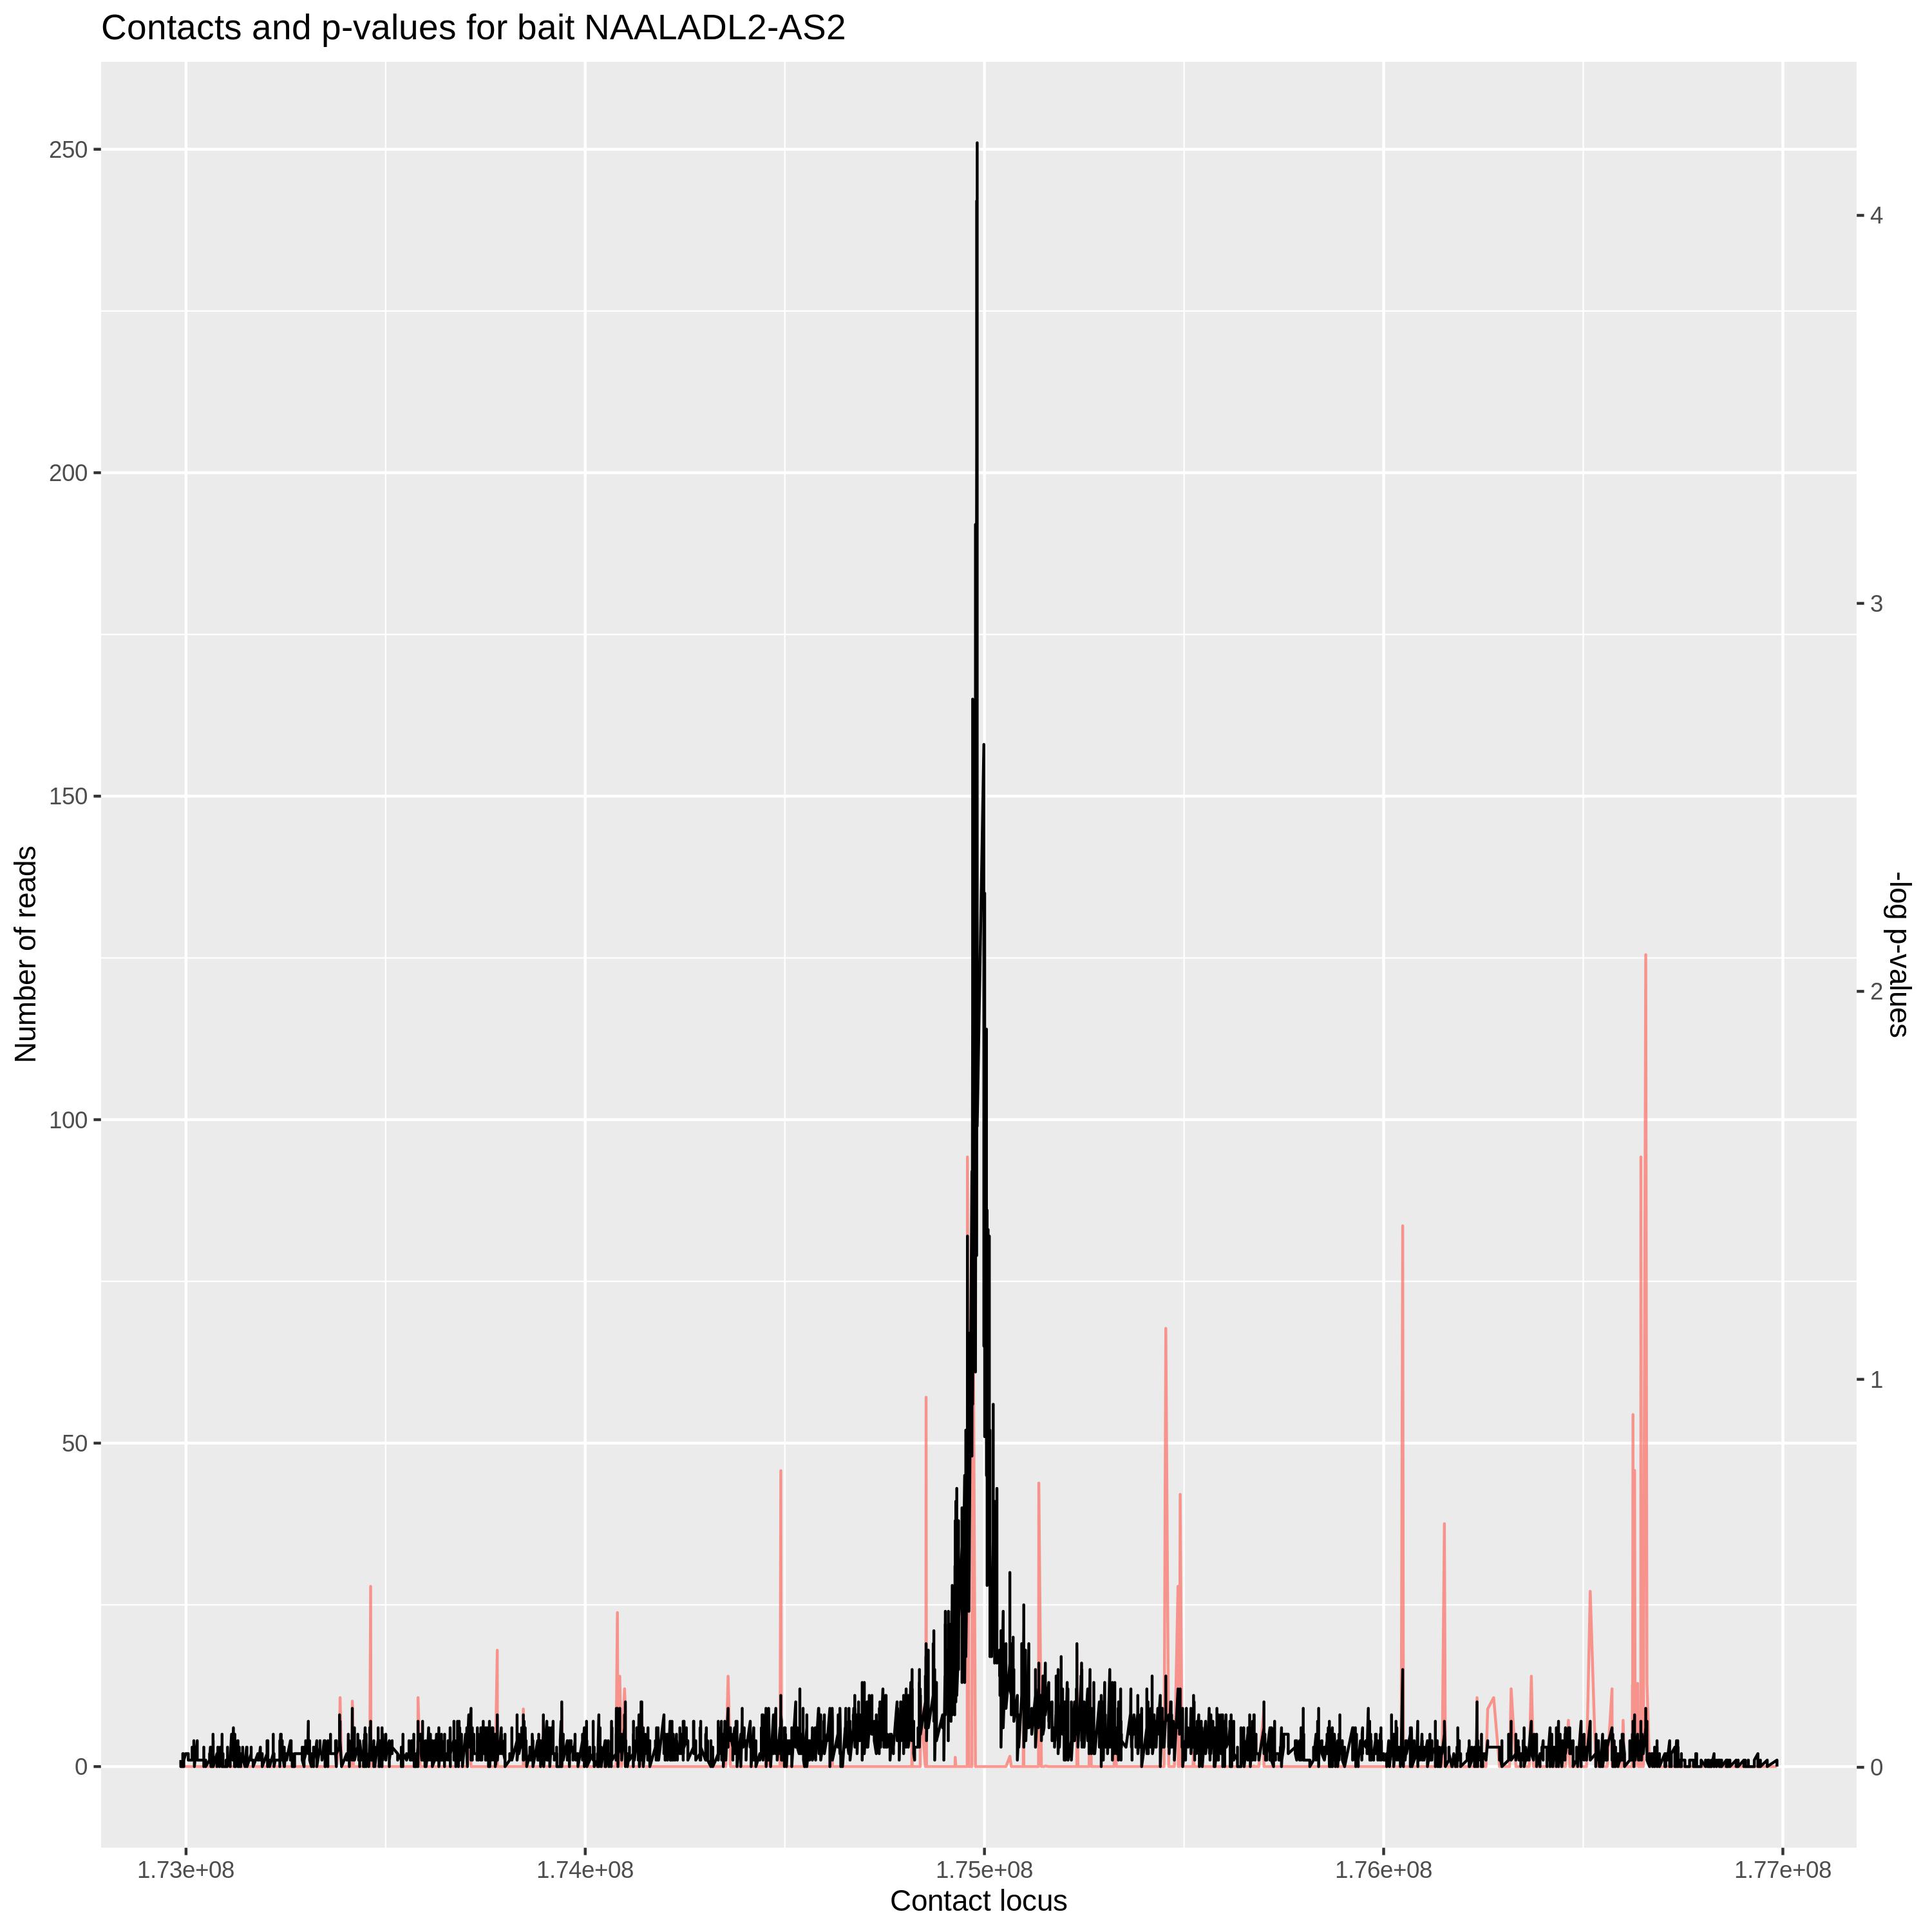 Contacts and p-values for bait NAALADL2-AS2
250
200
150
100
50
0
Number of reads
4
3
2
1
0
-log p-values
1.73e+08
1.74e+08
1.75e+08
1.76e+08
1.77e+08
Contact locus